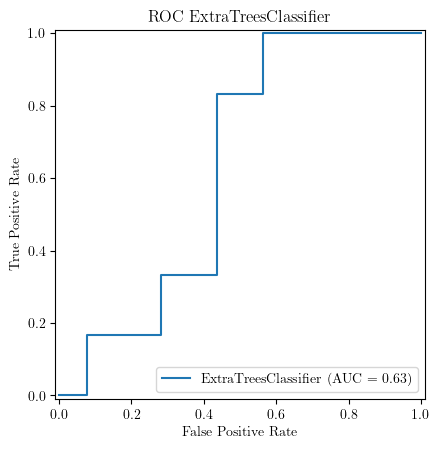 ROC ExtraTreesClassifier
True Positive Rate
1.0
0.8
0.6
0.4
0.2
0.0
ExtraTreesClassifier (AUC = 0.63)
0.0 0.2 0.4 0.6 0.8 1.0
False Positive Rate